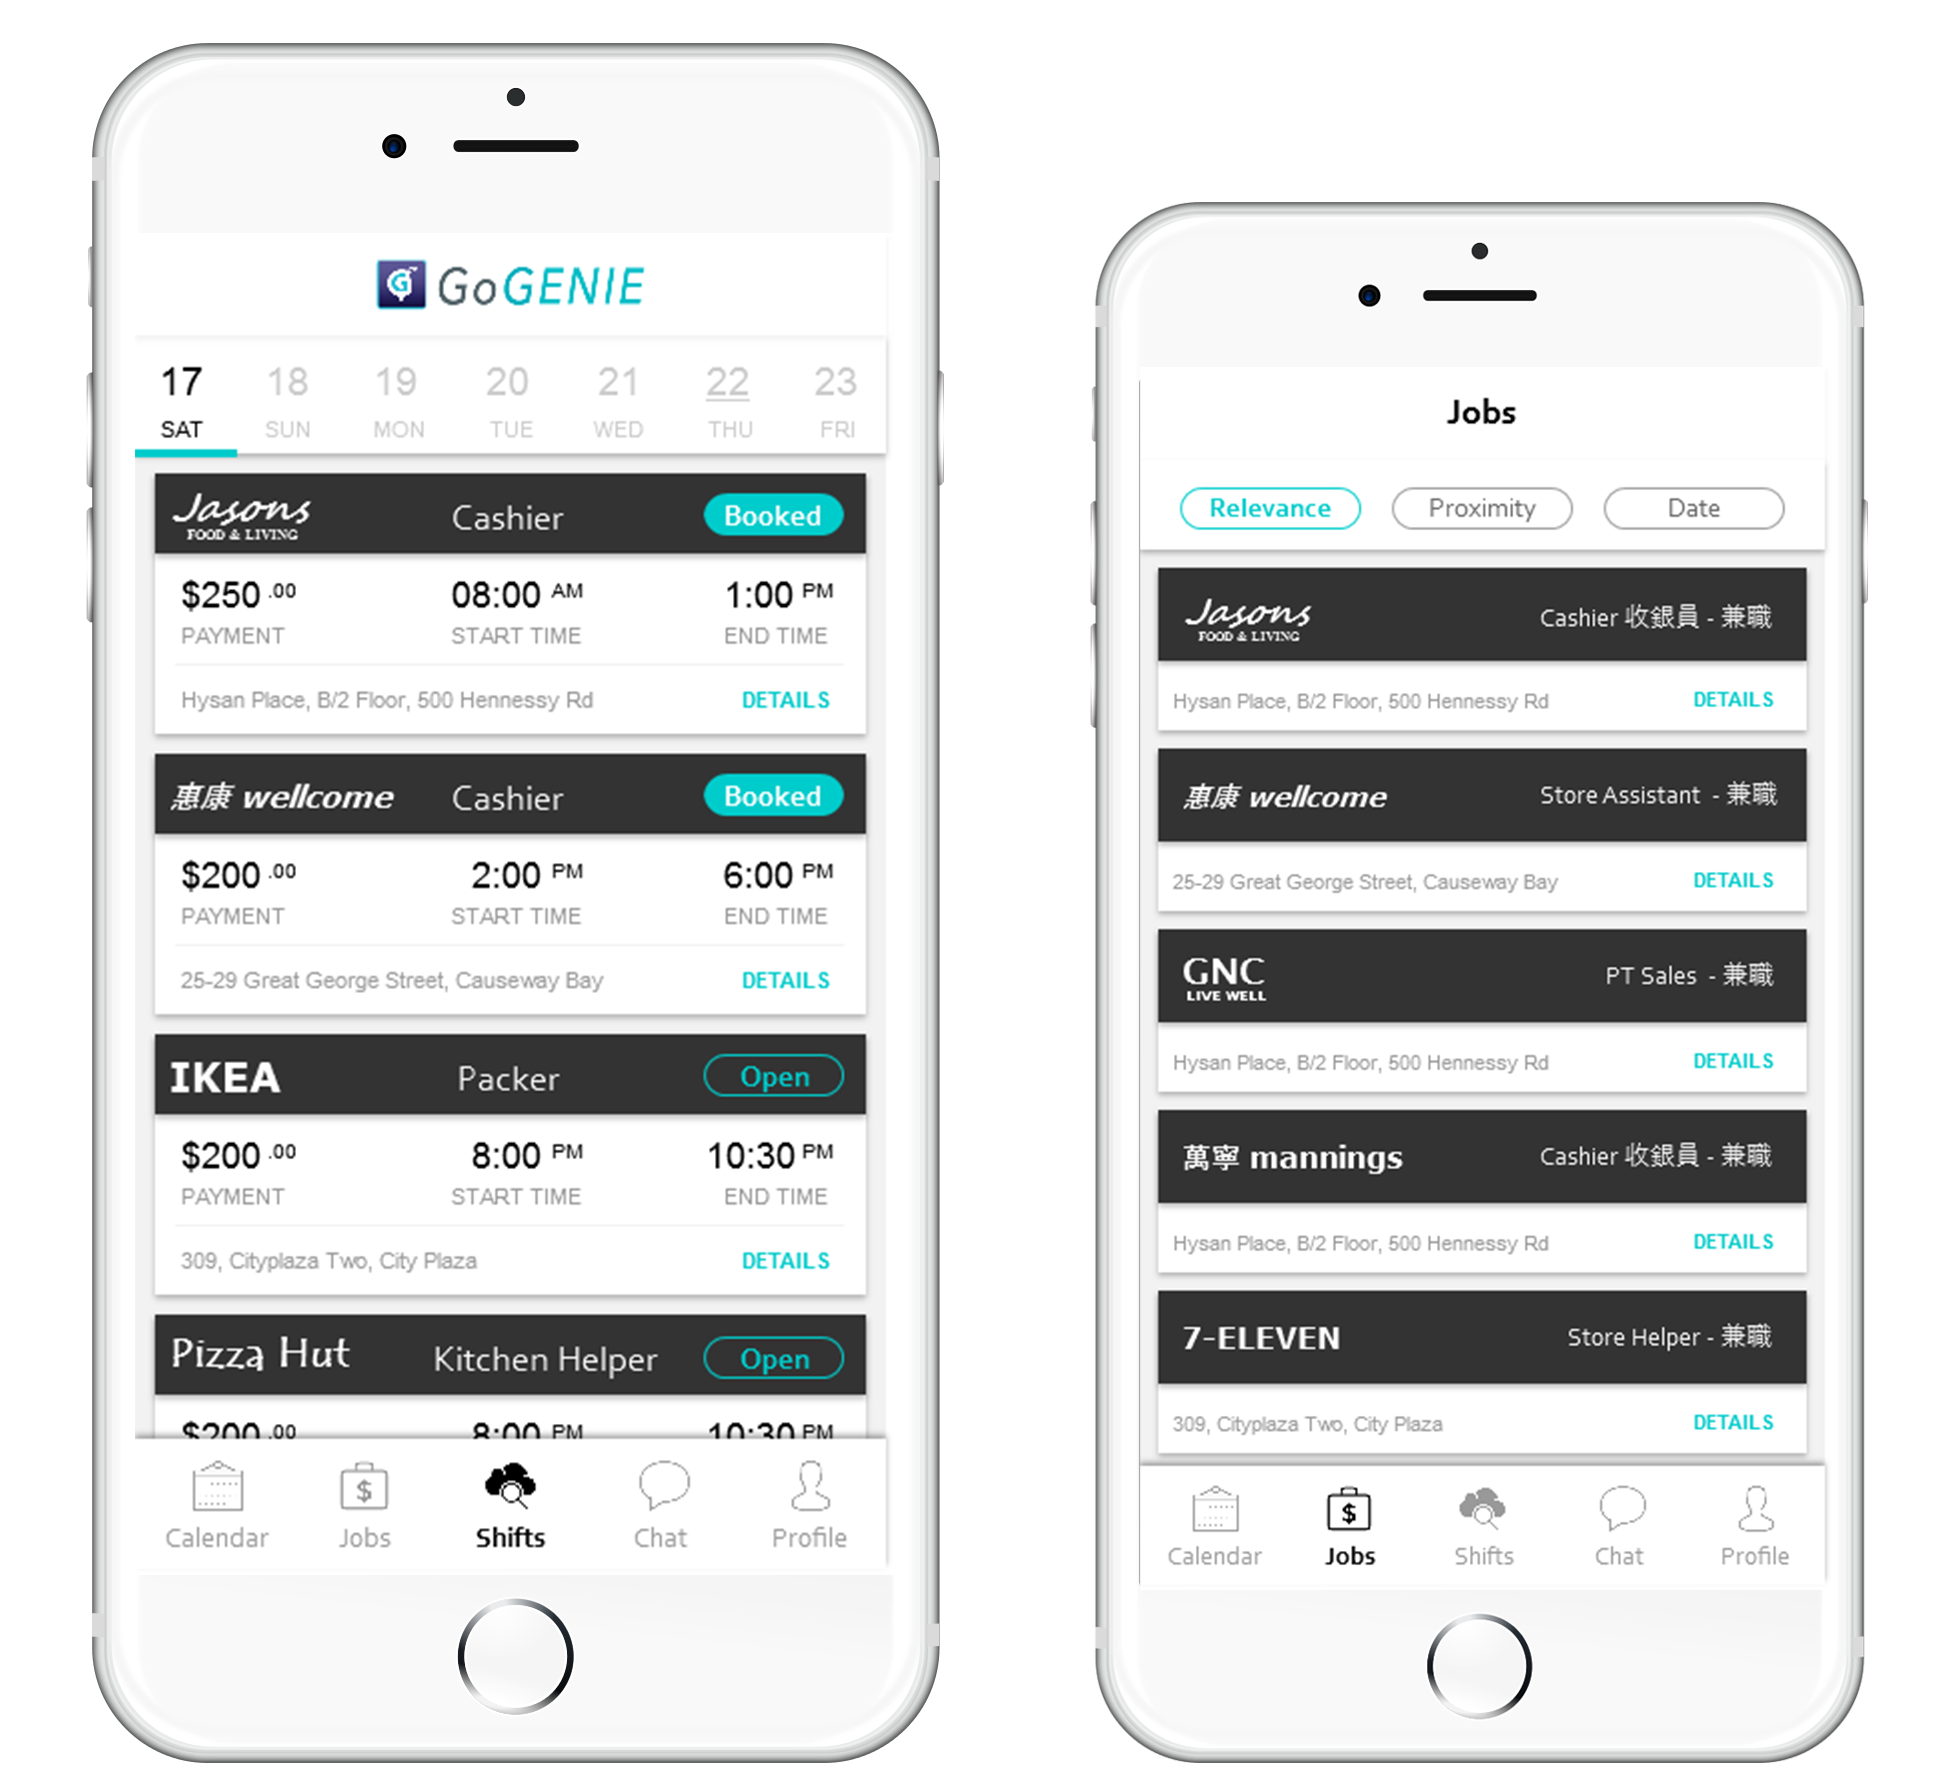 GoGENIE
17 18 19 20 21 22 23
SAT SUN MON TUE WED THU FRI
Jasons
FOOD & LIVING
Cashier
Booked
$250 .00 08:00 AM 1:00 PM
PAYMENT START TIME END TIME
Hysan Place, B/2 Floor, 500 Hennessy Rd DETAILS
惠康 wellcome Cashier Booked
$200 .00 2:00 PM 6:00 PM
PAYMENT START TIME END TIME
25-29 Great George Street, Causeway Bay DETAILS
IKEA Packer Open
$200 .00 8:00 PM 10:30 PM
PAYMENT START TIME END TIME
309, Cityplaza Two, City Plaza DETAILS
Pizza Hut Kitchen Helper Open
$200 .00 8:00 PM 10:30 PM
Calendar Jobs Shifts Chat Profile
Jobs
Relevance Proximity Date
Jasons
FOOD & LIVING
Cashier 收銀員 - 兼職
Hysan Place, B/2 Floor, 500 Hennessy Rd DETAILS
惠康 wellcome Store Assistant - 兼職
25-29 Great George Street, Causeway Bay DETAILS
GNC
LIVE WELL
PT Sales - 兼職
Hysan Place, B/2 Floor, 500 Hennessy Rd DETAILS
萬寧 mannings Cashier 收銀員 - 兼職
Hysan Place, B/2 Floor, 500 Hennessy Rd DETAILS
7-ELEVEN Store Helper - 兼職
309, Cityplaza Two, City Plaza DETAILS
Calendar Jobs Shifts Chat Profile